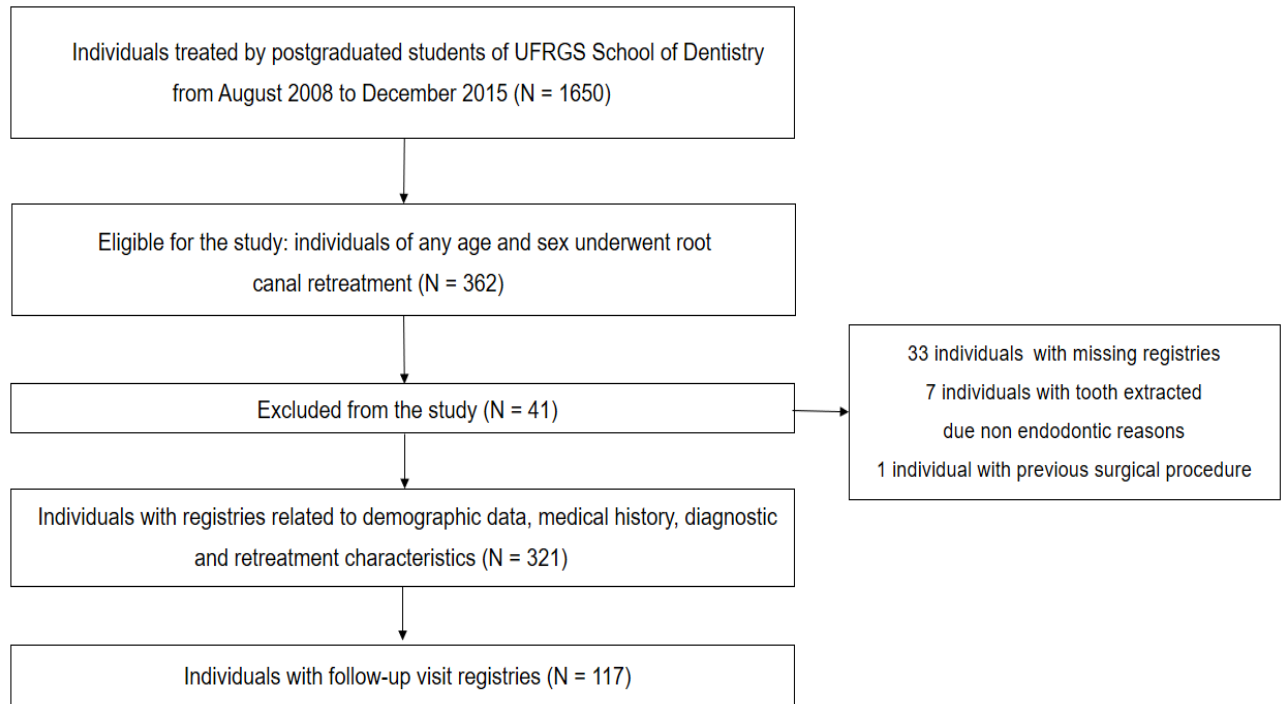 Individuals treated by postgraduated students of UFRGS School of Dentistry
from August 2008 to December 2015 (N = 1650)
Eligible for the study: individuals of any age and sex underwent root
canal retreatment (N = 362)
Excluded from the study (N = 41)
33 individuals with missing registries
7 individuals with tooth extracted
due non endodontic reasons
1 individual with previous surgical procedure
Individuals with registries related to demographic data, medical history, diagnostic
and retreatment characteristics (N = 321)
Individuals with follow-up visit registries (N = 117)